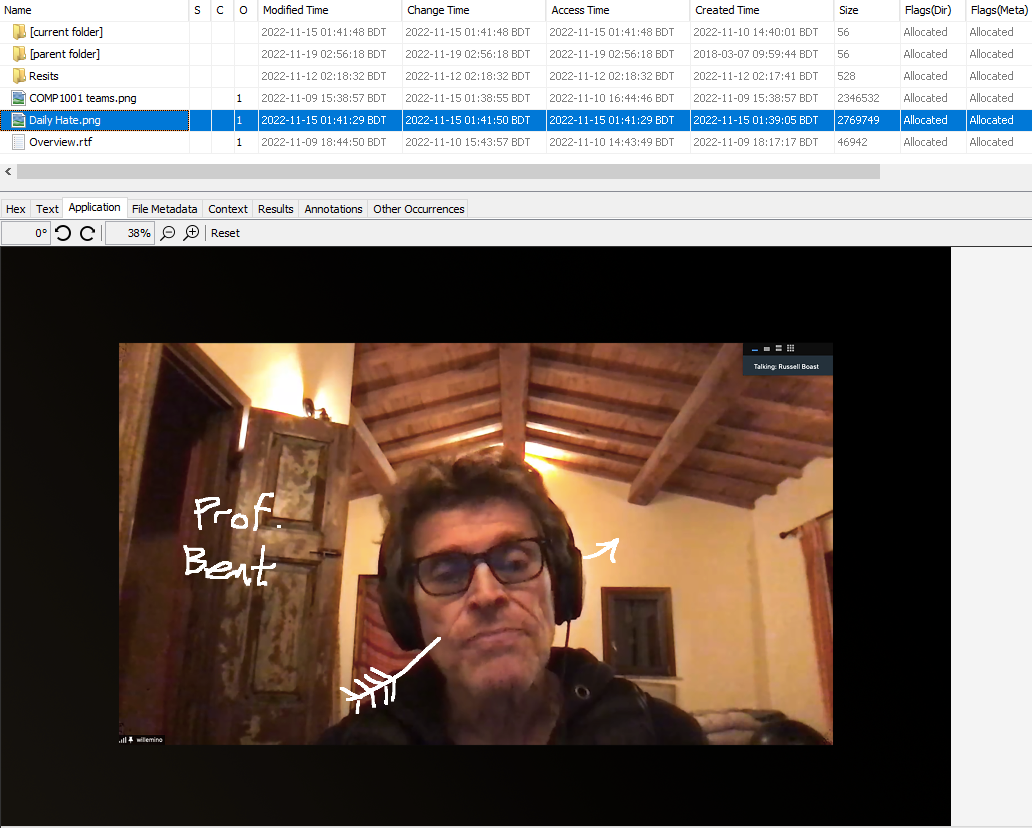 Name S C O Modified Time Change Time Access Time Created Time Size Flags(Dir) Flags(Meta)
[current folder] 2022-11-15 01:41:48 BDT 2022-11-15 01:41:48 BDT 2022-11-15 01:41:48 BDT 2022-11-10 14:40:01 BDT 56 Allocated Allocated
[parent folder] 2022-11-19 02:56:18 BDT 2022-11-19 02:56:18 BDT 2022-11-19 02:56:18 BDT 2018-03-07 09:59:44 BDT 56 Allocated Allocated
Resits 2022-11-12 02:18:32 BDT 2022-11-12 02:18:32 BDT 2022-11-12 02:18:32 BDT 2022-11-12 02:17:41 BDT 528 Allocated Allocated
COMP1001 teams.png 1 2022-11-09 15:38:57 BDT 2022-11-15 01:38:55 BDT 2022-11-10 16:44:46 BDT 2022-11-09 15:38:57 BDT 2346532 Allocated Allocated
Daily Hate.png 1 2022-11-15 01:41:29 BDT 2022-11-15 01:41:50 BDT 2022-11-15 01:41:29 BDT 2022-11-15 01:39:05 BDT 2769749 Allocated Allocated
Overview.rtf 1 2022-11-09 18:44:50 BDT 2022-11-10 15:43:57 BDT 2022-11-10 14:43:49 BDT 2022-11-09 18:17:17 BDT 46942 Allocated Allocated
Hex Text Application File Metadata Context Results Annotations Other Occurrences
0° 38% Reset
Talking: Russell Boast
Prof.
Bent
willemino